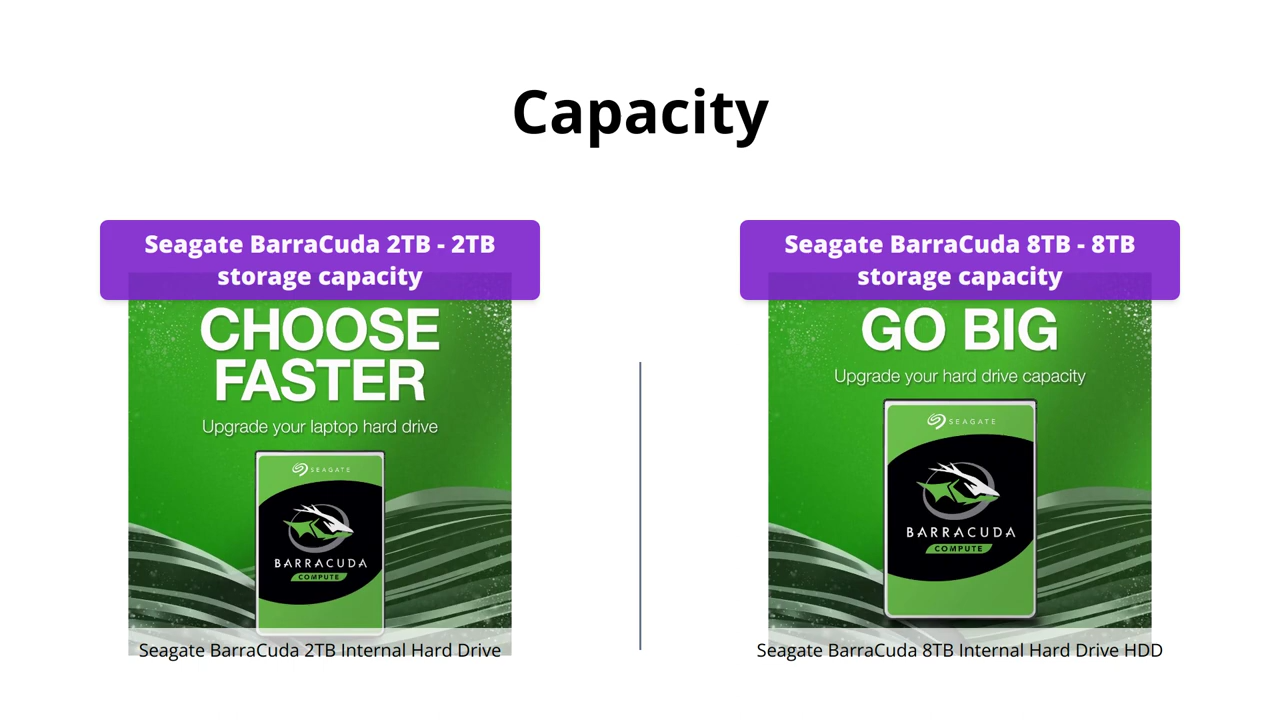 Capacity
Seagate BarraCuda 2TB - 2TB
storage capacity
CHOOSE
FASTER
Upgrade your laptop hard drive
SEAGATE
BARRACUDA
COMPUTE
Seagate BarraCuda 2TB Internal Hard Drive
Seagate BarraCuda 8TB - 8TB
storage capacity
GO BIG
Upgrade your hard drive capacity
SEAGATE
BARRACUDA
COMPUTE
Seagate BarraCuda 8TB Internal Hard Drive HDD